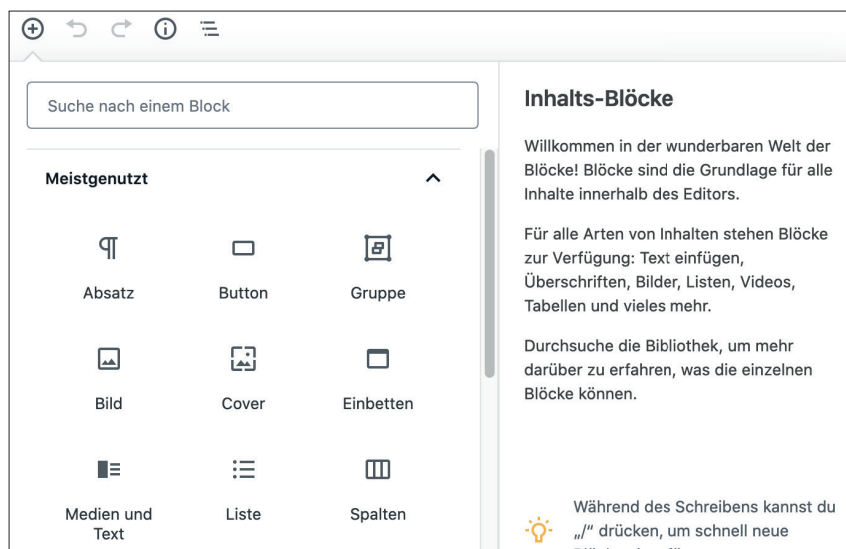 Suche nach einem Block
Meistgenutzt
Absatz
Button
Gruppe
Bild
Cover
Einbetten
Medien und
Text
Liste
Spalten
Inhalts-Blöcke
Willkommen in der wunderbaren Welt der
Blöcke! Blöcke sind die Grundlage für alle
Inhalte innerhalb des Editors.
Für alle Arten von Inhalten stehen Blöcke
zur Verfügung: Text einfügen,
Überschriften, Bilder, Listen, Videos,
Tabellen und vieles mehr.
Durchsuche die Bibliothek, um mehr
darüber zu erfahren, was die einzelnen
Blöcke können.
Während des Schreibens kannst du
„/“ drücken, um schnell neue